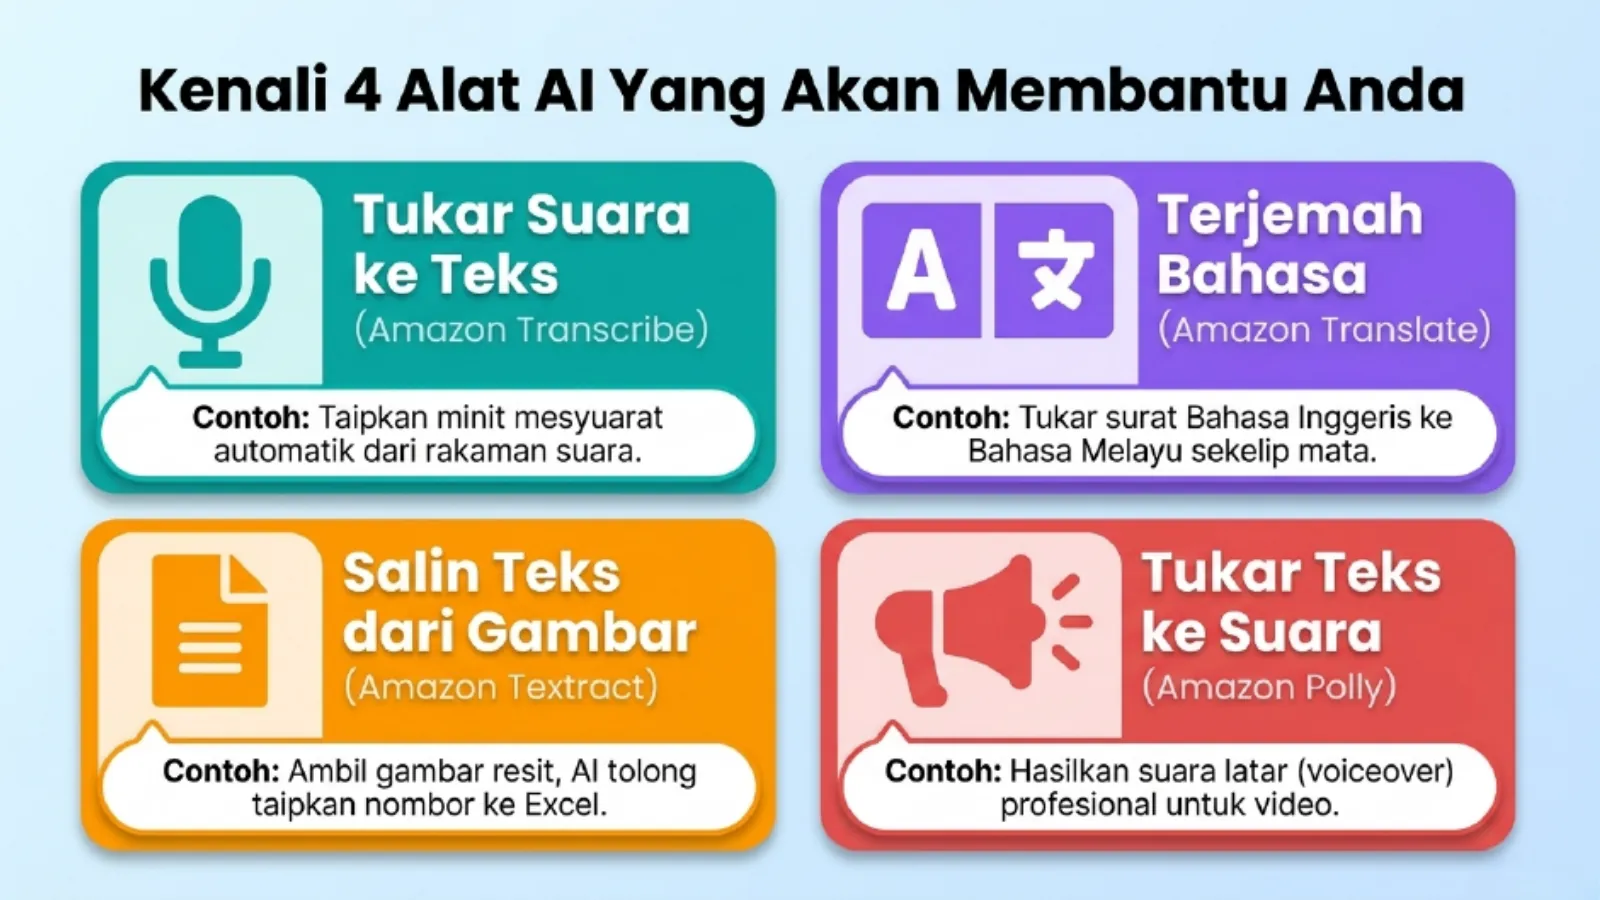 Kenali 4 Alat AI Yang Akan Membantu Anda
Tukar Suara
ke Teks
(Amazon Transcribe)
Contoh: Taipkan minit mesyuarat
automatik dari rakaman suara.
A 文
Terjemah
Bahasa
(Amazon Translate)
Contoh: Tukar surat Bahasa Inggeris ke
Bahasa Melayu sekelip mata.
Salin Teks
dari Gambar
(Amazon Textract)
Contoh: Ambil gambar resit, AI tolong
taipkan nombor ke Excel.
Tukar Teks
ke Suara
(Amazon Polly)
Contoh: Hasilkan suara latar (voiceover)
profesional untuk video.